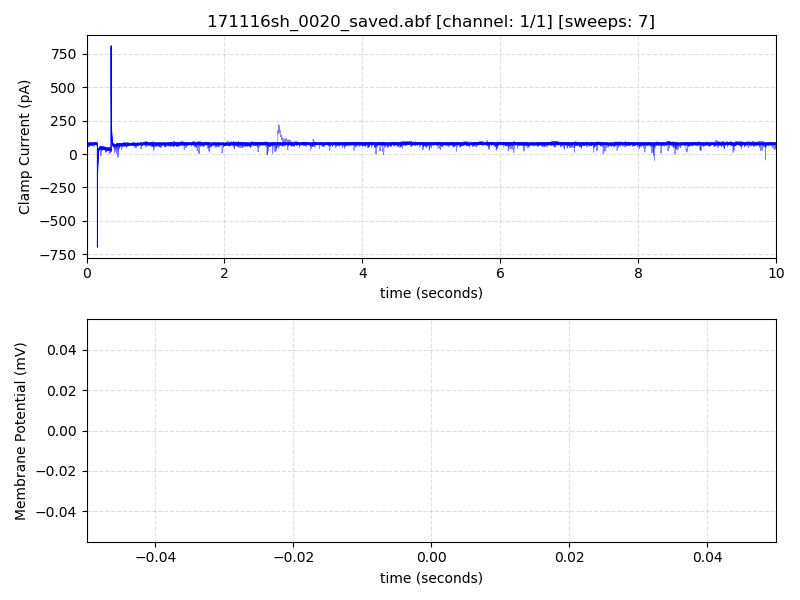 171116sh_0020_saved.abf [channel: 1/1] [sweeps: 7]
Clamp Current (pA)
750
500
250
0
−250
−500
−750
0 2 4 6 8 10
time (seconds)
Membrane Potential (mV)
0.04
0.02
0.00
−0.02
−0.04
−0.04 −0.02 0.00 0.02 0.04
time (seconds)